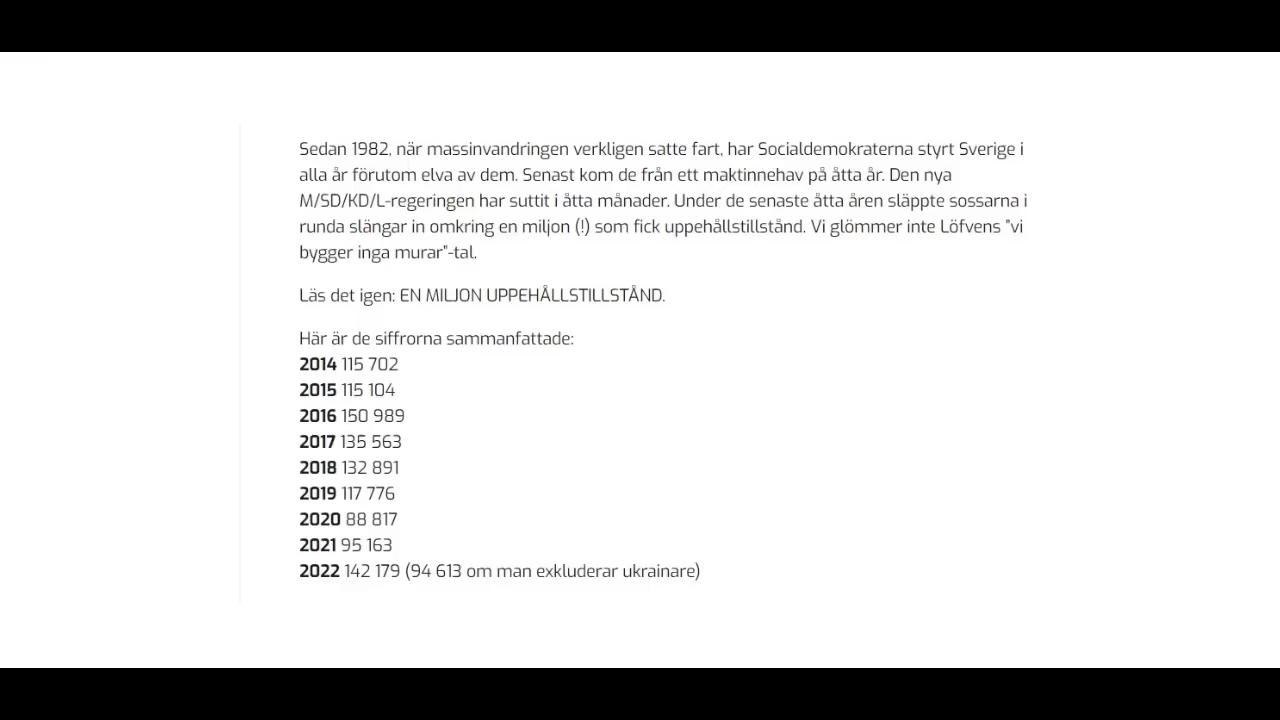 Sedan 1982, när massinvandringen verkligen satte fart, har Socialdemokraterna styrt Sverige i
alla år förutom elva av dem. Senast kom de från ett maktinnehav på åtta år. Den nya
M/SD/KD/L-regeringen har suttit i åtta månader. Under de senaste åtta åren släppte sossarna i
runda slängar in omkring en miljon (!) som fick uppehållstillstånd. Vi glömmer inte Löfvens "vi
bygger inga murar"-tal.
Läs det igen: EN MILJON UPPEHÅLLSTILLSTÅND.
Här är de siffrorna sammanfattade:
2014 115 702
2015 115 104
2016 150 989
2017 135 563
2018 132 891
2019 117 776
2020 88 817
2021 95 163
2022 142 179 (94 613 om man exkluderar ukrainare)